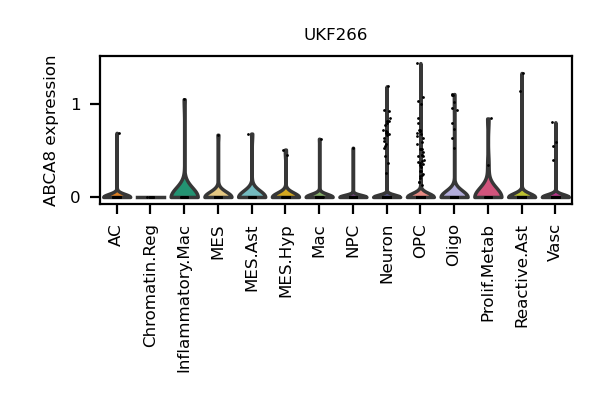 UKF266
ABCA8 expression
1
0
AC
Chromatin.Reg
Inflammatory.Mac
MES
MES.Ast
MES.Hyp
Mac
NPC
Neuron
OPC
Oligo
Prolif.Metab
Reactive.Ast
Vasc